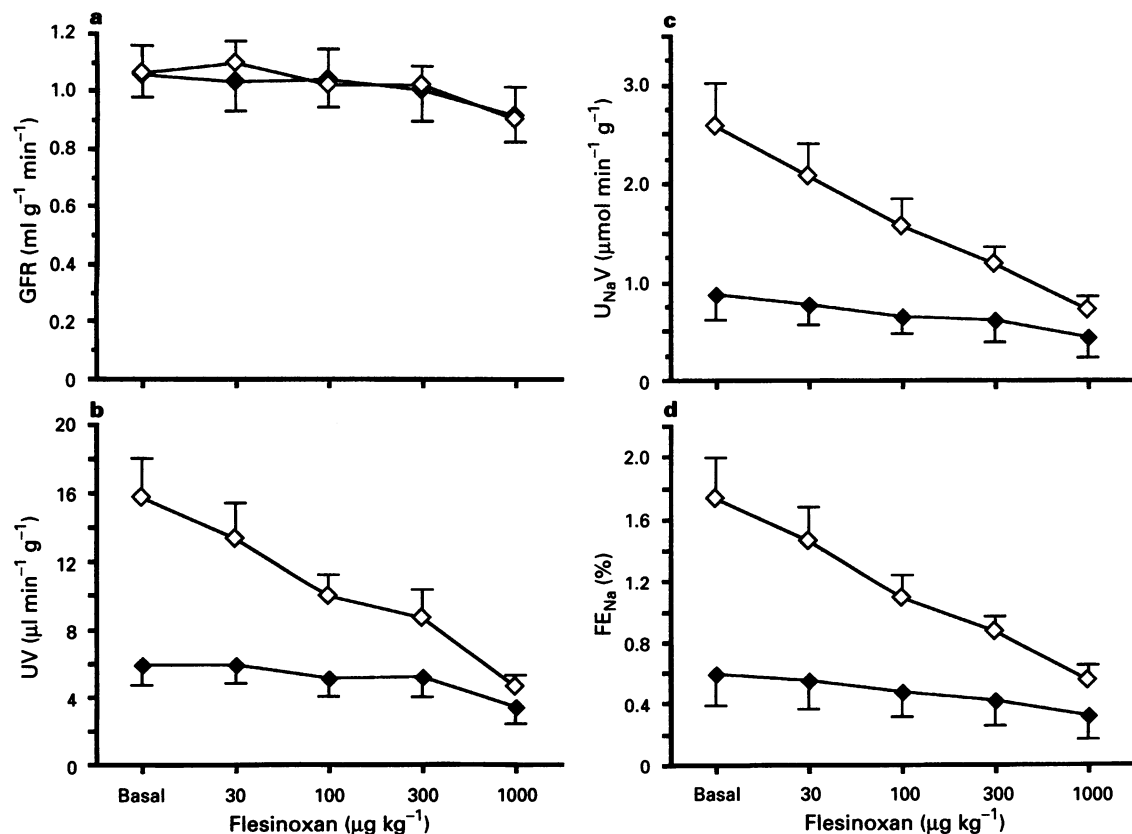 a
1.2
1.0
0.8
0.6
0.4
0.2
0
GFR (ml g⁻¹ min⁻¹)
b
20
16
12
8
4
0
UV (µl min⁻¹ g⁻¹)
Basal 30 100 300 1000
Flesinoxan (µg kg⁻¹)
c
3.0
2.0
1.0
0
U_NaV (µmol min⁻¹ g⁻¹)
d
2.0
1.6
1.2
0.8
0.4
0
FE_Na (%)
Basal 30 100 300 1000
Flesinoxan (µg kg⁻¹)